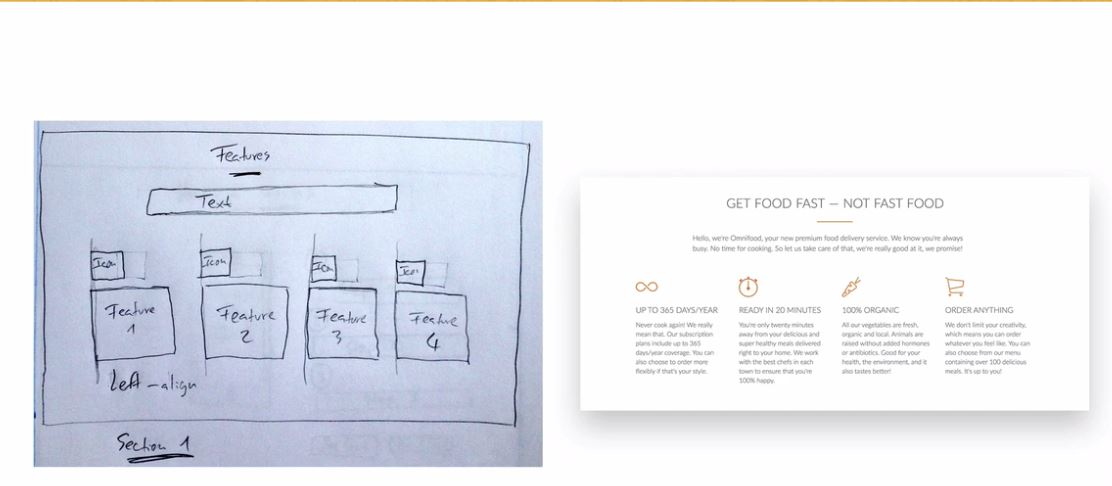 Features
Text
Icon
Icon
Icon
Icon
Feature
1
Feature
2
Feature
3
Feature
4
Left-align
Section 1
GET FOOD FAST — NOT FAST FOOD
Hello, we're Omnifood, your new premium food delivery service. We know you're always
busy. No time for cooking. So let us take care of that, we're really good at it, we promise!
UP TO 365 DAYS/YEAR
Never cook again! We really
mean that. Our subscription
plans include up to 365
days/year coverage. You can
also choose to order more
flexibly if that's your style.
READY IN 20 MINUTES
You're only twenty minutes
away from your delicious and
super healthy meals delivered
right to your home. We work
with the best chefs in each
town to ensure that you're
100% happy.
100% ORGANIC
All our vegetables are fresh,
organic and local. Animals are
raised without added hormones
or antibiotics. Good for your
health, the environment, and it
also tastes better!
ORDER ANYTHING
We don't limit your creativity,
which means you can order
whatever you feel like. You can
also choose from our menu
containing over 100 delicious
meals. It's up to you!